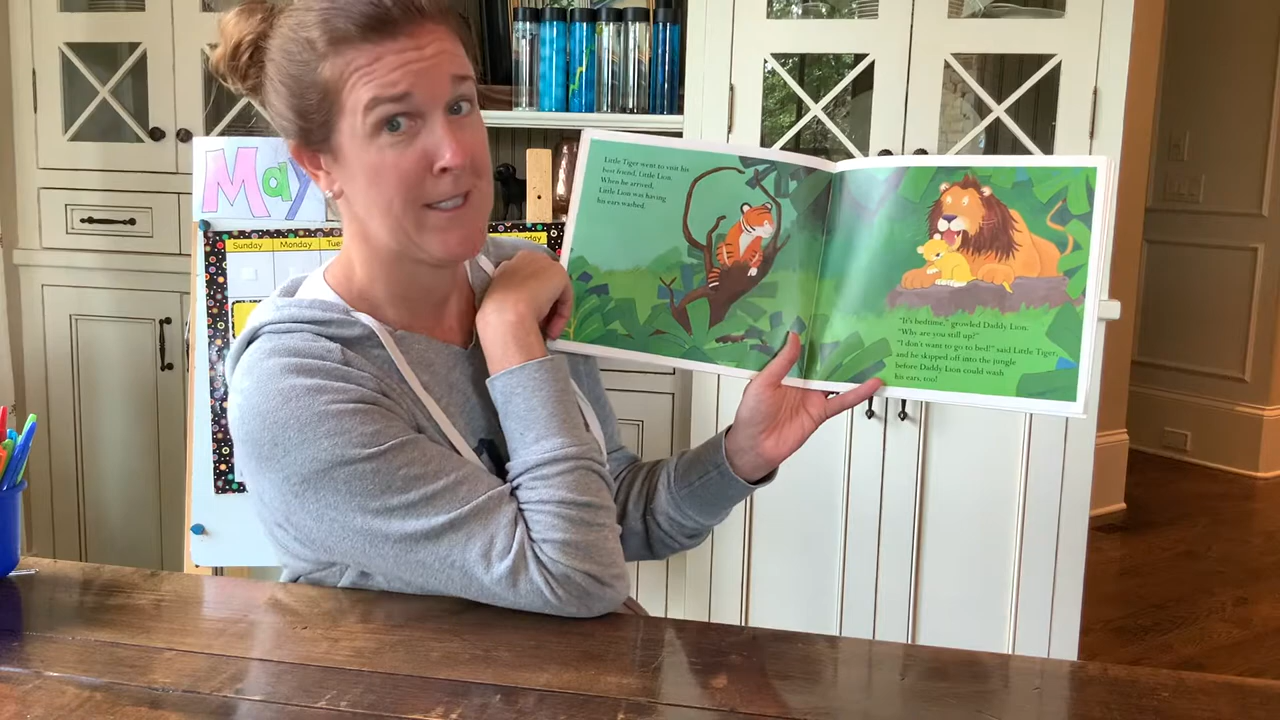 May
Sunday Monday
Little Tiger went to visit his
best friend, Little Lion.
When he arrived,
Little Lion was having
his ears washed.
"It's bedtime," growled Daddy Lion.
"Why are you still up?"
"I don't want to go to bed!" said Little Tiger,
and he skipped off into the jungle
before Daddy Lion could wash
his ears, too!